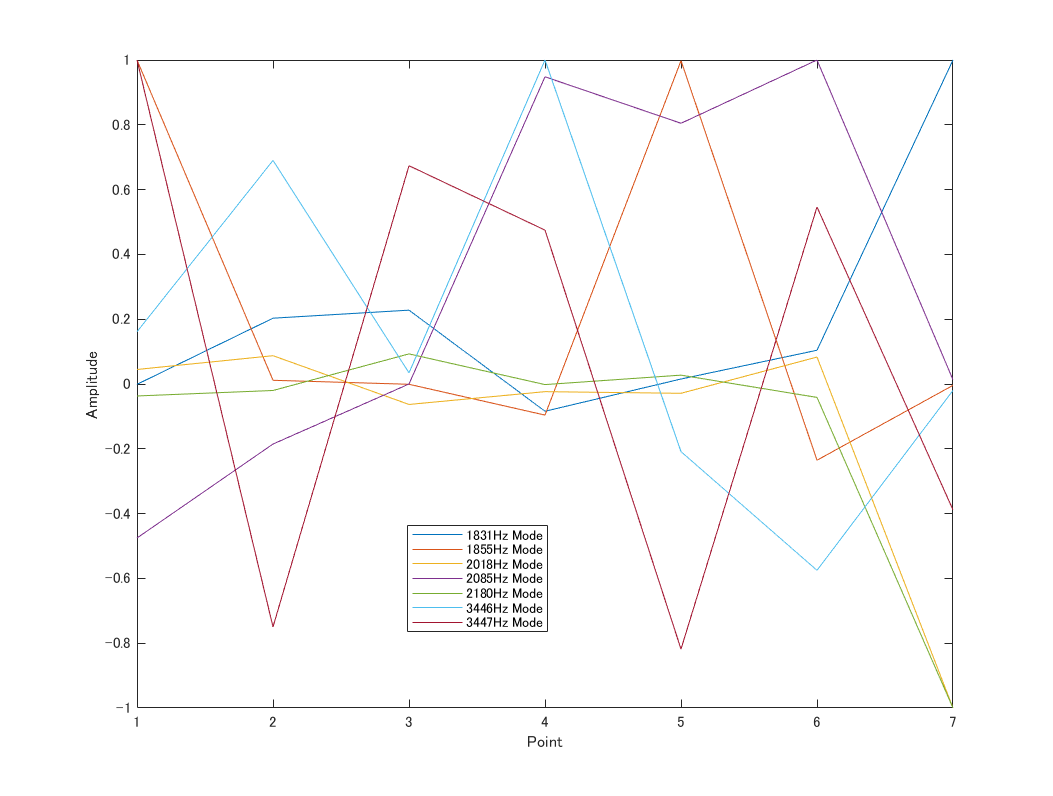 1
0.8
0.6
0.4
0.2
0
−0.2
−0.4
−0.6
−0.8
−1
Amplitude
1831Hz Mode
1855Hz Mode
2018Hz Mode
2085Hz Mode
2180Hz Mode
3446Hz Mode
3447Hz Mode
1 2 3 4 5 6 7
Point